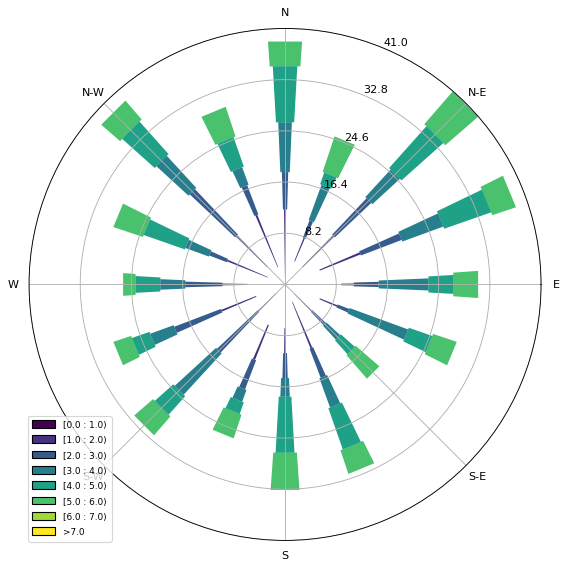 N
41.0
N-W
32.8
N-E
24.6
16.4
8.2
W
E
[0.0 : 1.0)
[1.0 : 2.0)
[2.0 : 3.0)
[3.0 : 4.0)
[4.0 : 5.0)
[5.0 : 6.0)
[6.0 : 7.0)
>7.0
S-W
S-E
S